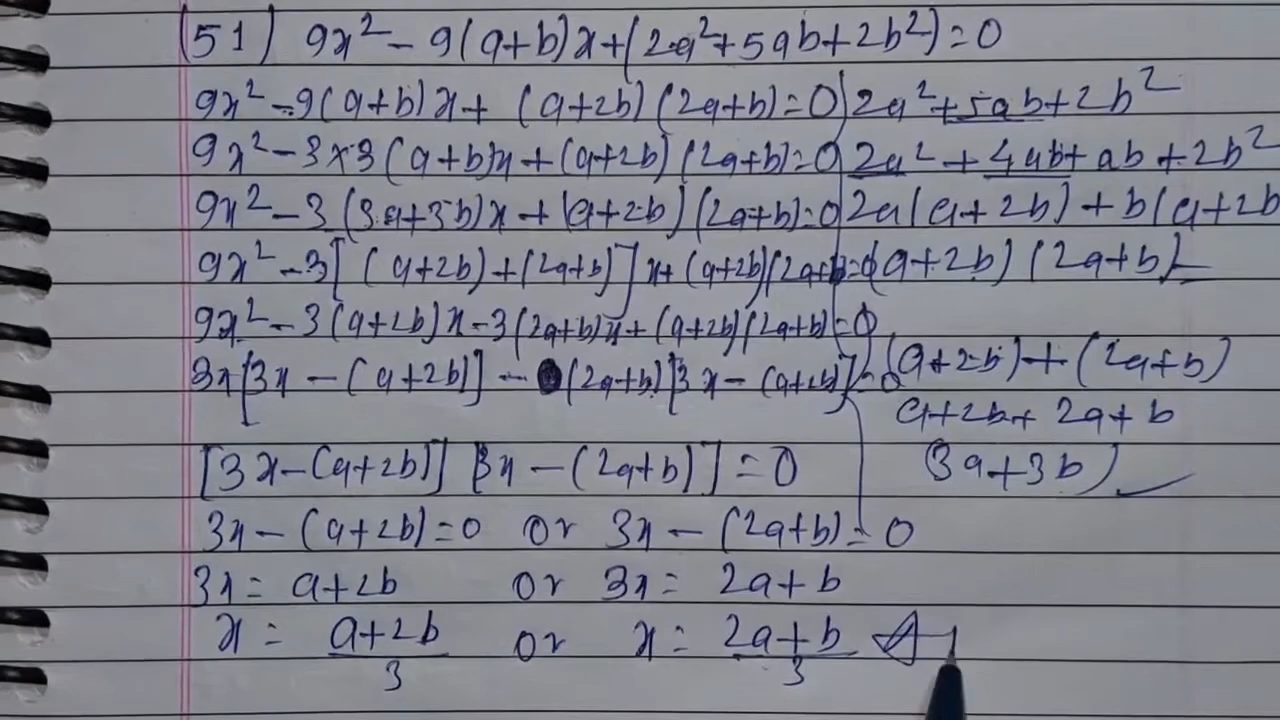 (51) 9x² - 9(a+b)x + (2a²+5ab+2b²) = 0
9x² - 9(a+b)x + (a+2b)(2a+b) = 0
9x² - 3×3(a+b)x + (a+2b)(2a+b) = 0
9x² - 3(3a+3b)x + (a+2b)(2a+b) = 0
9x² - 3[(a+2b)+(2a+b)]x + (a+2b)(2a+b) = 0
9x² - 3(a+2b)x - 3(2a+b)x + (a+2b)(2a+b) = 0
3x[3x - (a+2b)] - (2a+b)[3x - (a+2b)] = 0
[3x - (a+2b)] [3x - (2a+b)] = 0
3x - (a+2b) = 0 or 3x - (2a+b) = 0
3x = a+2b or 3x = 2a+b
x = a+2b/3 or x = 2a+b/3
2a² + 5ab + 2b²
2a² + 4ab + ab + 2b²
2a(a+2b) + b(a+2b
(a+2b)(2a+b)
(a+2b) + (2a+b)
a+2b + 2a+b
(3a+3b)